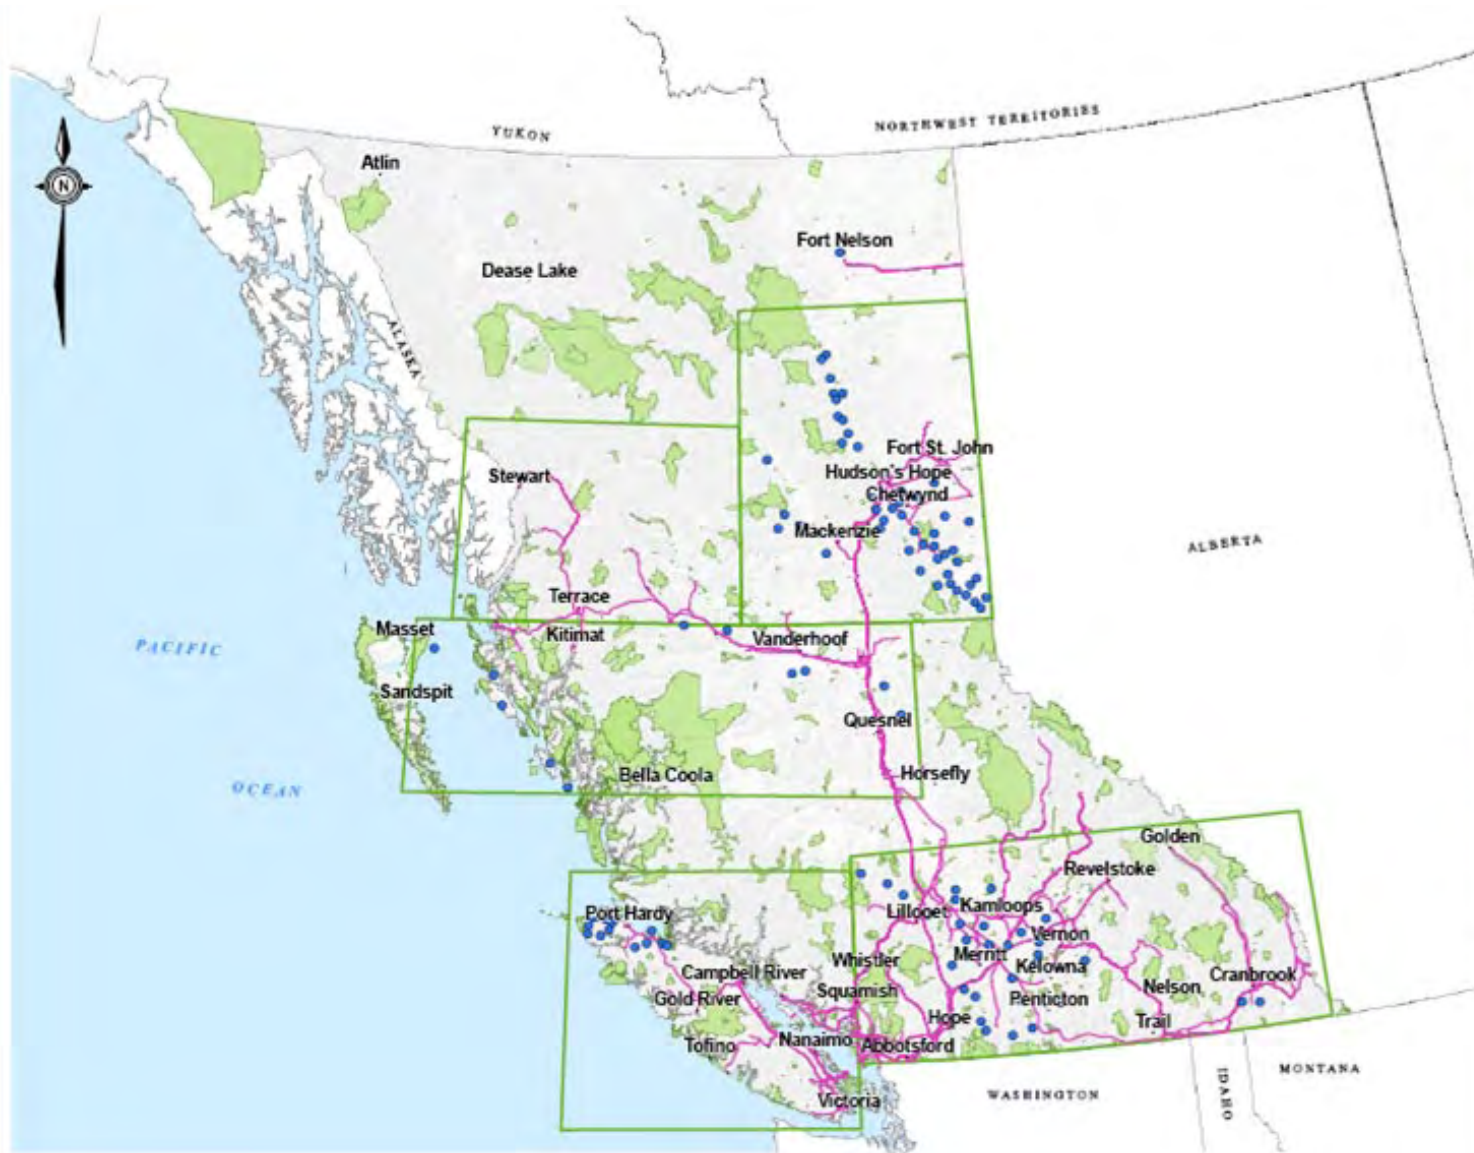 YUKON
NORTHWEST TERRITORIES
Atlin
N
Fort Nelson
Dease Lake
ALASKA
Fort St. John
Hudson's Hope
Stewart
Chetwynd
Mackenzie
ALBERTA
Terrace
Masset
Kitimat
Vanderhoof
PACIFIC
Sandspit
Quesnel
Bella Coola
Horsefly
OCEAN
Golden
Revelstoke
Port Hardy
Lillooet
Kamloops
Vernon
Whistler
Merritt
Kelowna
Campbell River
Cranbrook
Squamish
Gold River
Penticton
Nelson
Hope
Trail
Nanaimo
Tofino
Abbotsford
MONTANA
IDAHO
WASHINGTON
Victoria